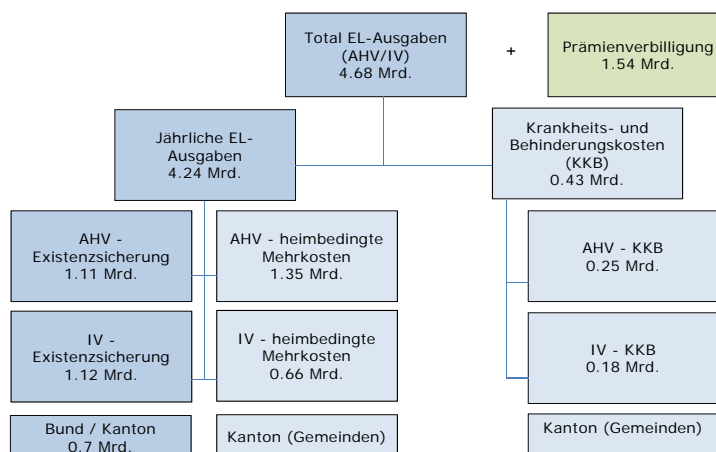 Total EL-Ausgaben
(AHV/IV)
4.68 Mrd.
+
Prämienverbilligung
1.54 Mrd.
Jährliche EL-
Ausgaben
4.24 Mrd.
Krankheits- und
Behinderungskosten
(KKB)
0.43 Mrd.
AHV -
Existenzsicherung
1.11 Mrd.
AHV - heimbedingte
Mehrkosten
1.35 Mrd.
AHV - KKB
0.25 Mrd.
IV -
Existenzsicherung
1.12 Mrd.
IV - heimbedingte
Mehrkosten
0.66 Mrd.
IV - KKB
0.18 Mrd.
Bund / Kanton
0.7 Mrd.
Kanton (Gemeinden)
Kanton (Gemeinden)